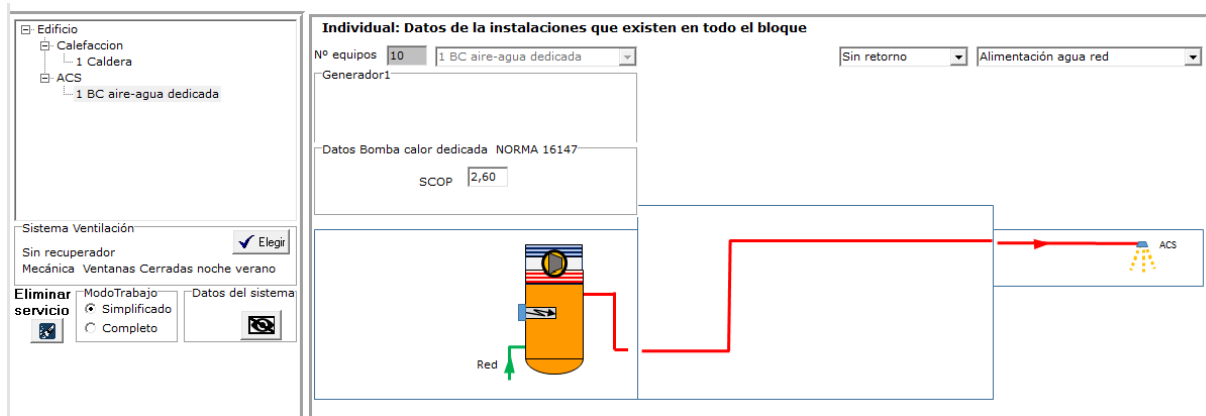 Edificio
Calefaccion
1 Caldera
ACS
1 BC aire-agua dedicada
Sistema Ventilación
Sin recuperador
Elegir
Mecánica Ventanas Cerradas noche verano
Eliminar servicio
ModoTrabajo
Simplificado
Completo
Datos del sistema
Individual: Datos de la instalaciones que existen en todo el bloque
Nº equipos 10 1 BC aire-agua dedicada Sin retorno Alimentación agua red
Generador1
Datos Bomba calor dedicada NORMA 16147
SCOP 2,60
ACS
Red